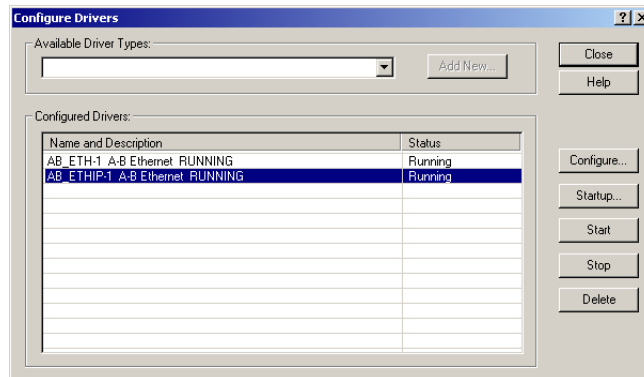 Configure Drivers
Available Driver Types:
Add New...
Close
Help
Configured Drivers:
Name and Description Status
AB_ETH-1 A-B Ethernet RUNNING Running
AB_ETHIP-1 A-B Ethernet RUNNING Running
Configure...
Startup...
Start
Stop
Delete